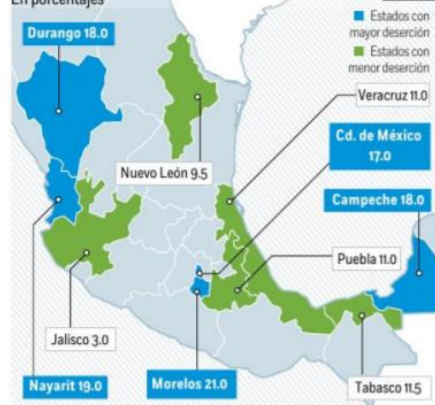 En porcentajes
Estados con
mayor deserción
Estados con
menor deserción
Durango 18.0
Veracruz 11.0
Cd. de México
17.0
Nuevo León 9.5
Campeche 18.0
Puebla 11.0
Jalisco 3.0
Nayarit 19.0
Morelos 21.0
Tabasco 11.5